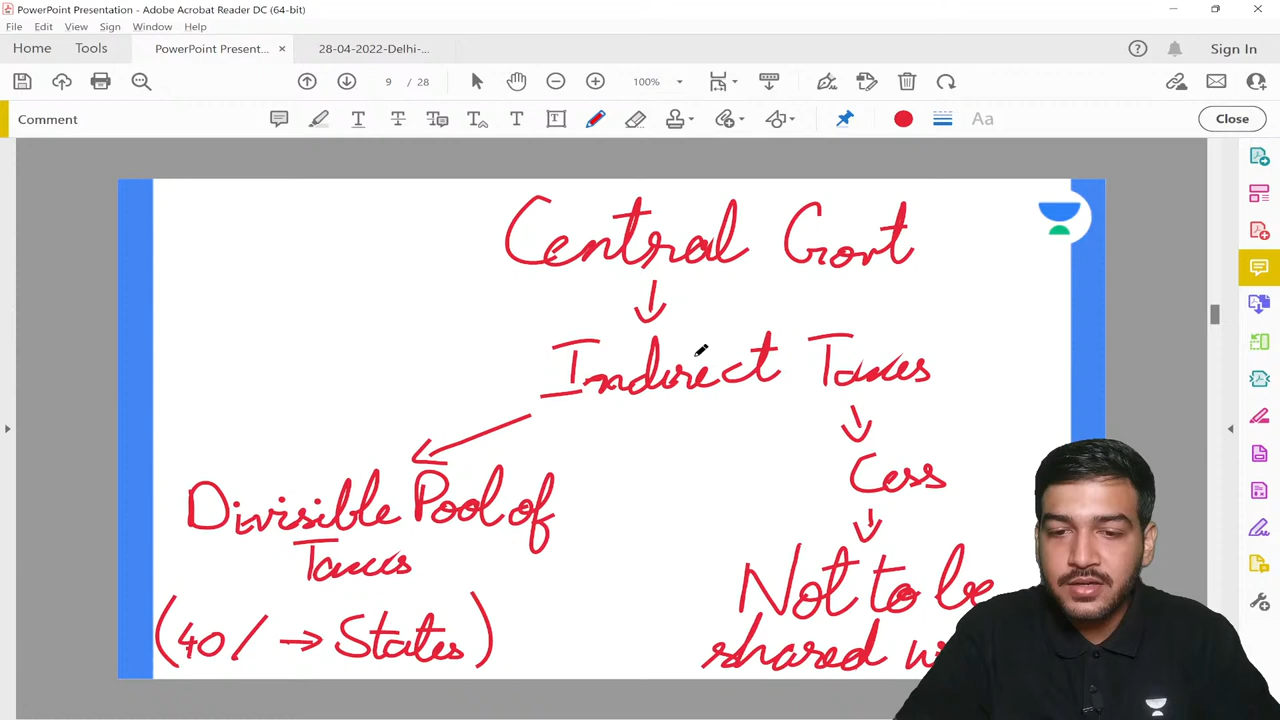 PowerPoint Presentation - Adobe Acrobat Reader DC (64-bit)
File Edit View Sign Window Help
Home Tools PowerPoint Present... × 28-04-2022-Delhi-... Sign In
9 / 28 100%
Comment Aa Close
Central Govt
Indirect Taxes
Divisible Pool of
Taxes
(40% → States)
Cess
Not to be
shared